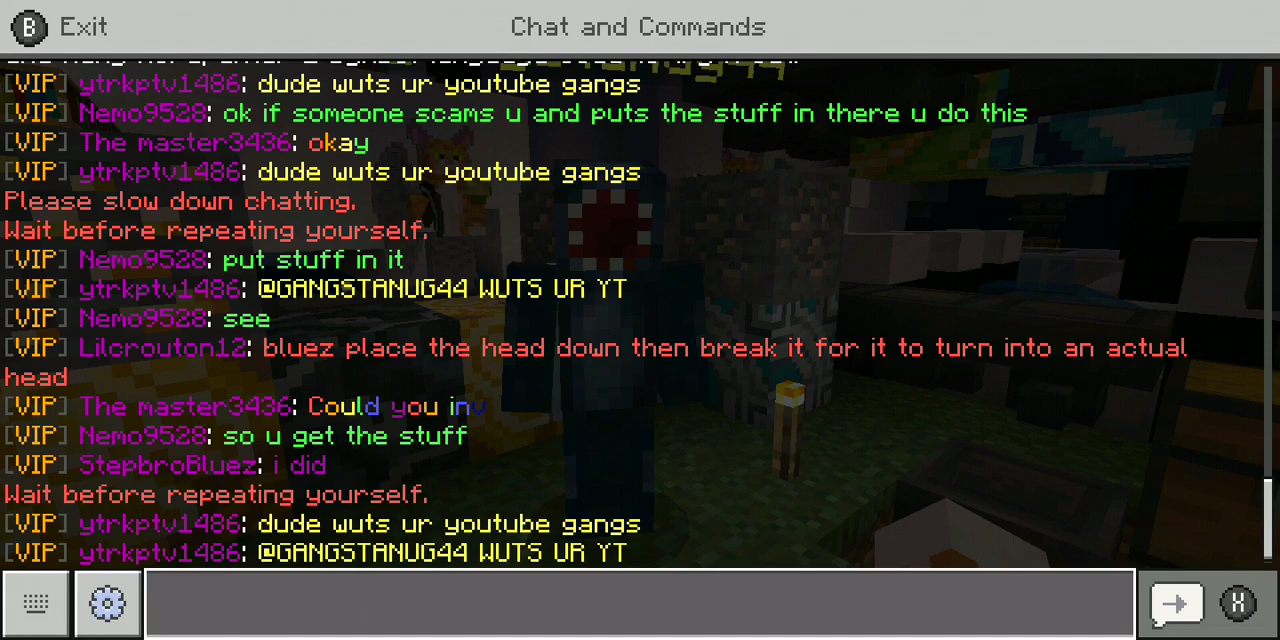 B Exit
Chat and Commands
[VIP] ytrkptv1486: dude wuts ur youtube gangs
[VIP] Nemo9528: ok if someone scams u and puts the stuff in there u do this
[VIP] The master3436: okay
[VIP] ytrkptv1486: dude wuts ur youtube gangs
Please slow down chatting.
Wait before repeating yourself.
[VIP] Nemo9528: put stuff in it
[VIP] ytrkptv1486: @GANGSTANUG44 WUTS UR YT
[VIP] Nemo9528: see
[VIP] Lilcrouton12: bluez place the head down then break it for it to turn into an actual
head
[VIP] The master3436: Could you inv
[VIP] Nemo9528: so u get the stuff
[VIP] StepbroBluez: i did
Wait before repeating yourself.
[VIP] ytrkptv1486: dude wuts ur youtube gangs
[VIP] ytrkptv1486: @GANGSTANUG44 WUTS UR YT
X